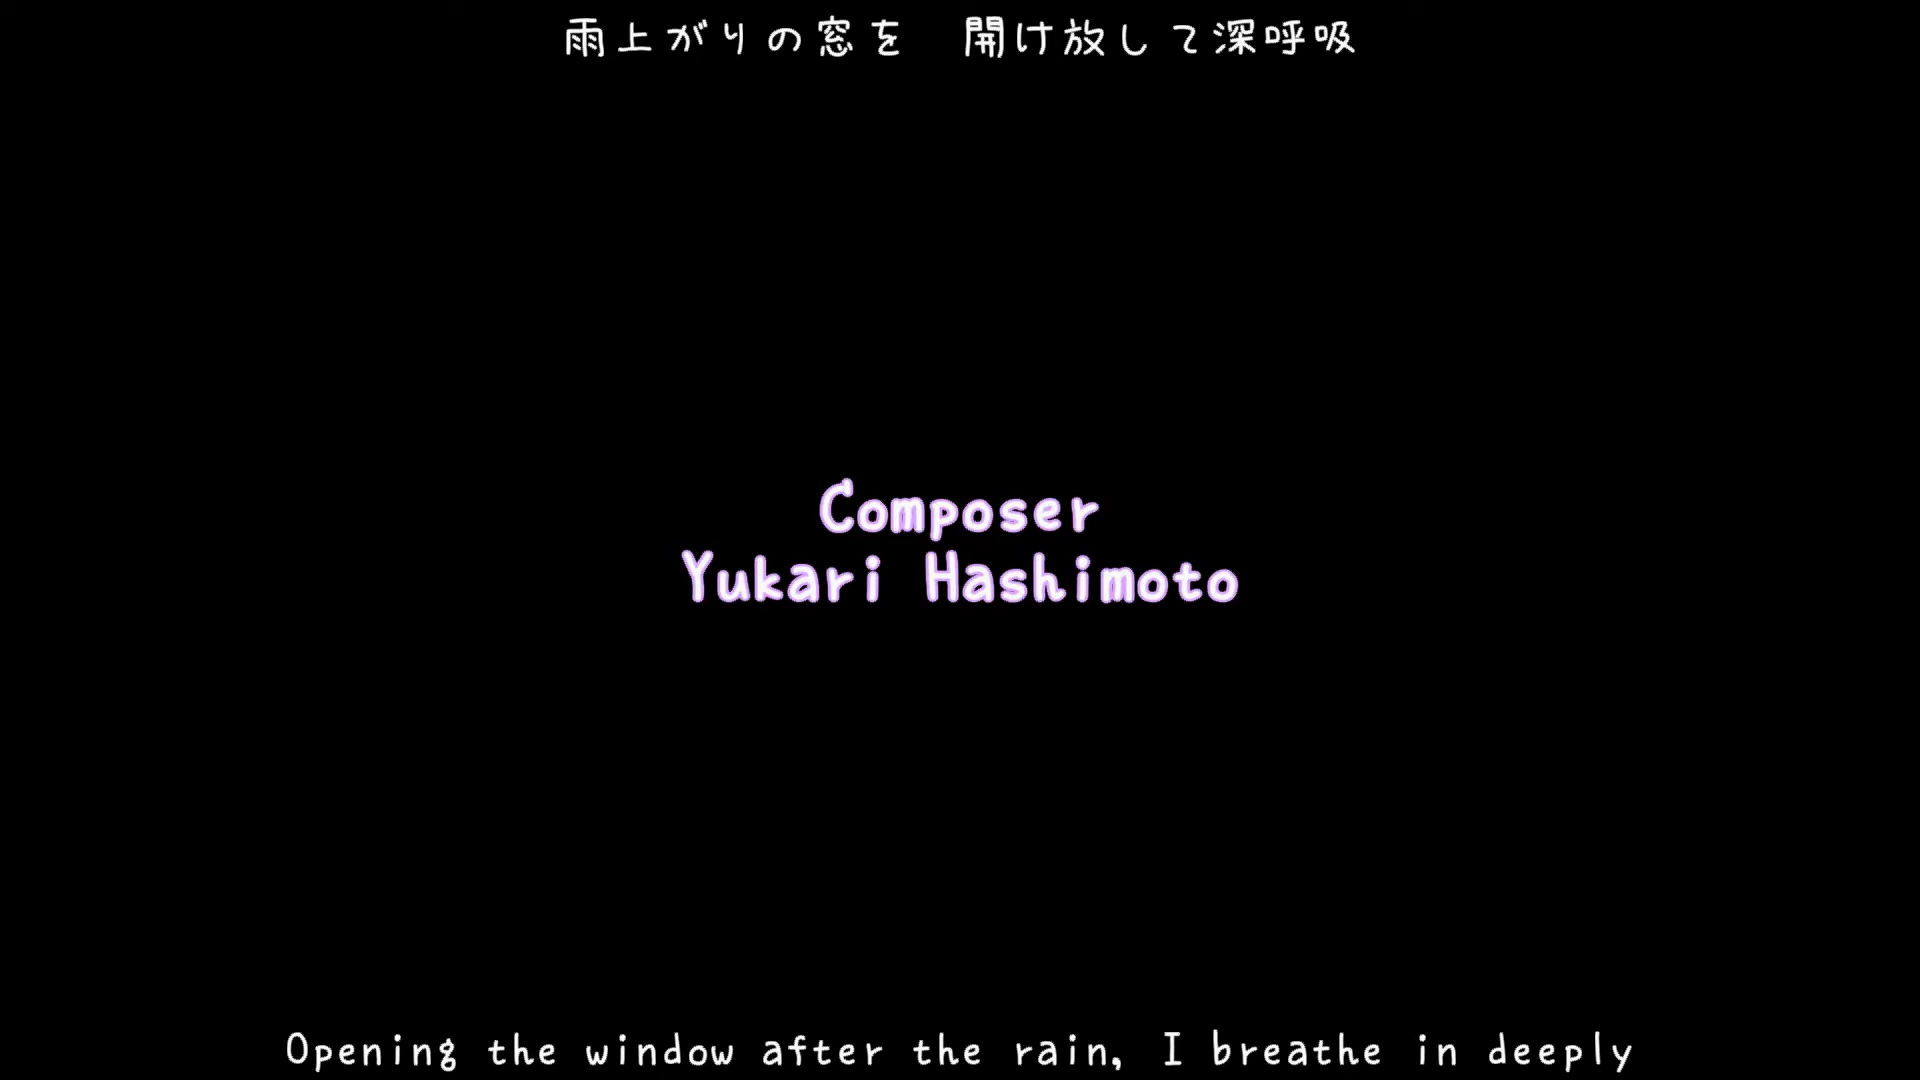 雨上がりの窓を　開け放して深呼吸
Composer
Yukari Hashimoto
Opening the window after the rain, I breathe in deeply